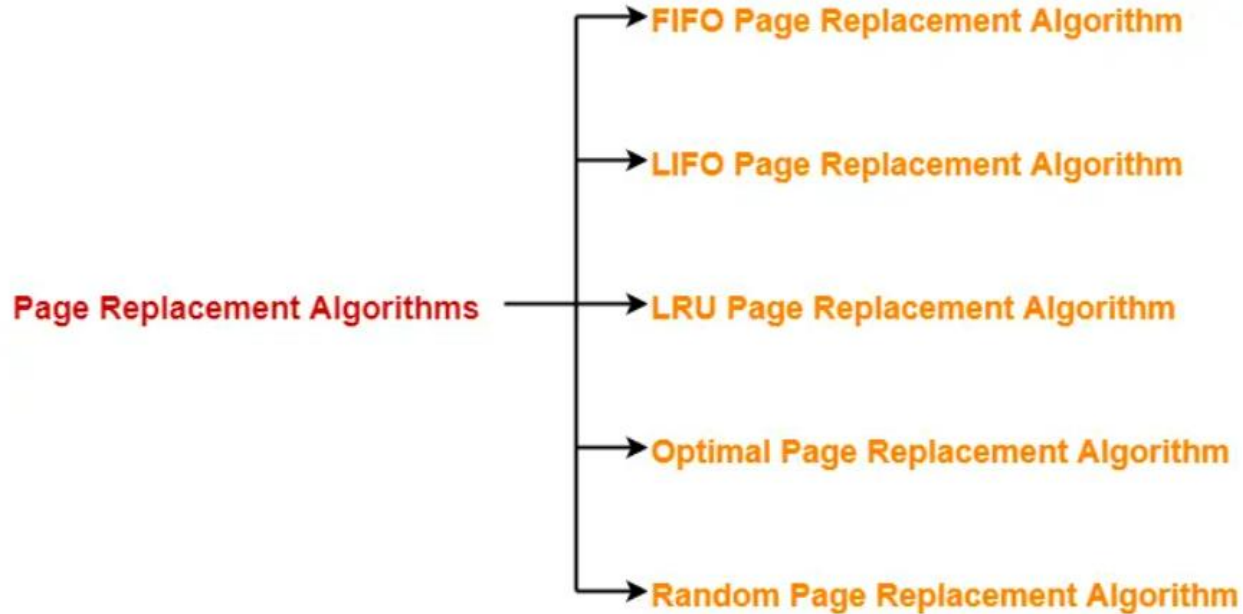 FIFO Page Replacement Algorithm
LIFO Page Replacement Algorithm
Page Replacement Algorithms
LRU Page Replacement Algorithm
Optimal Page Replacement Algorithm
Random Page Replacement Algorithm